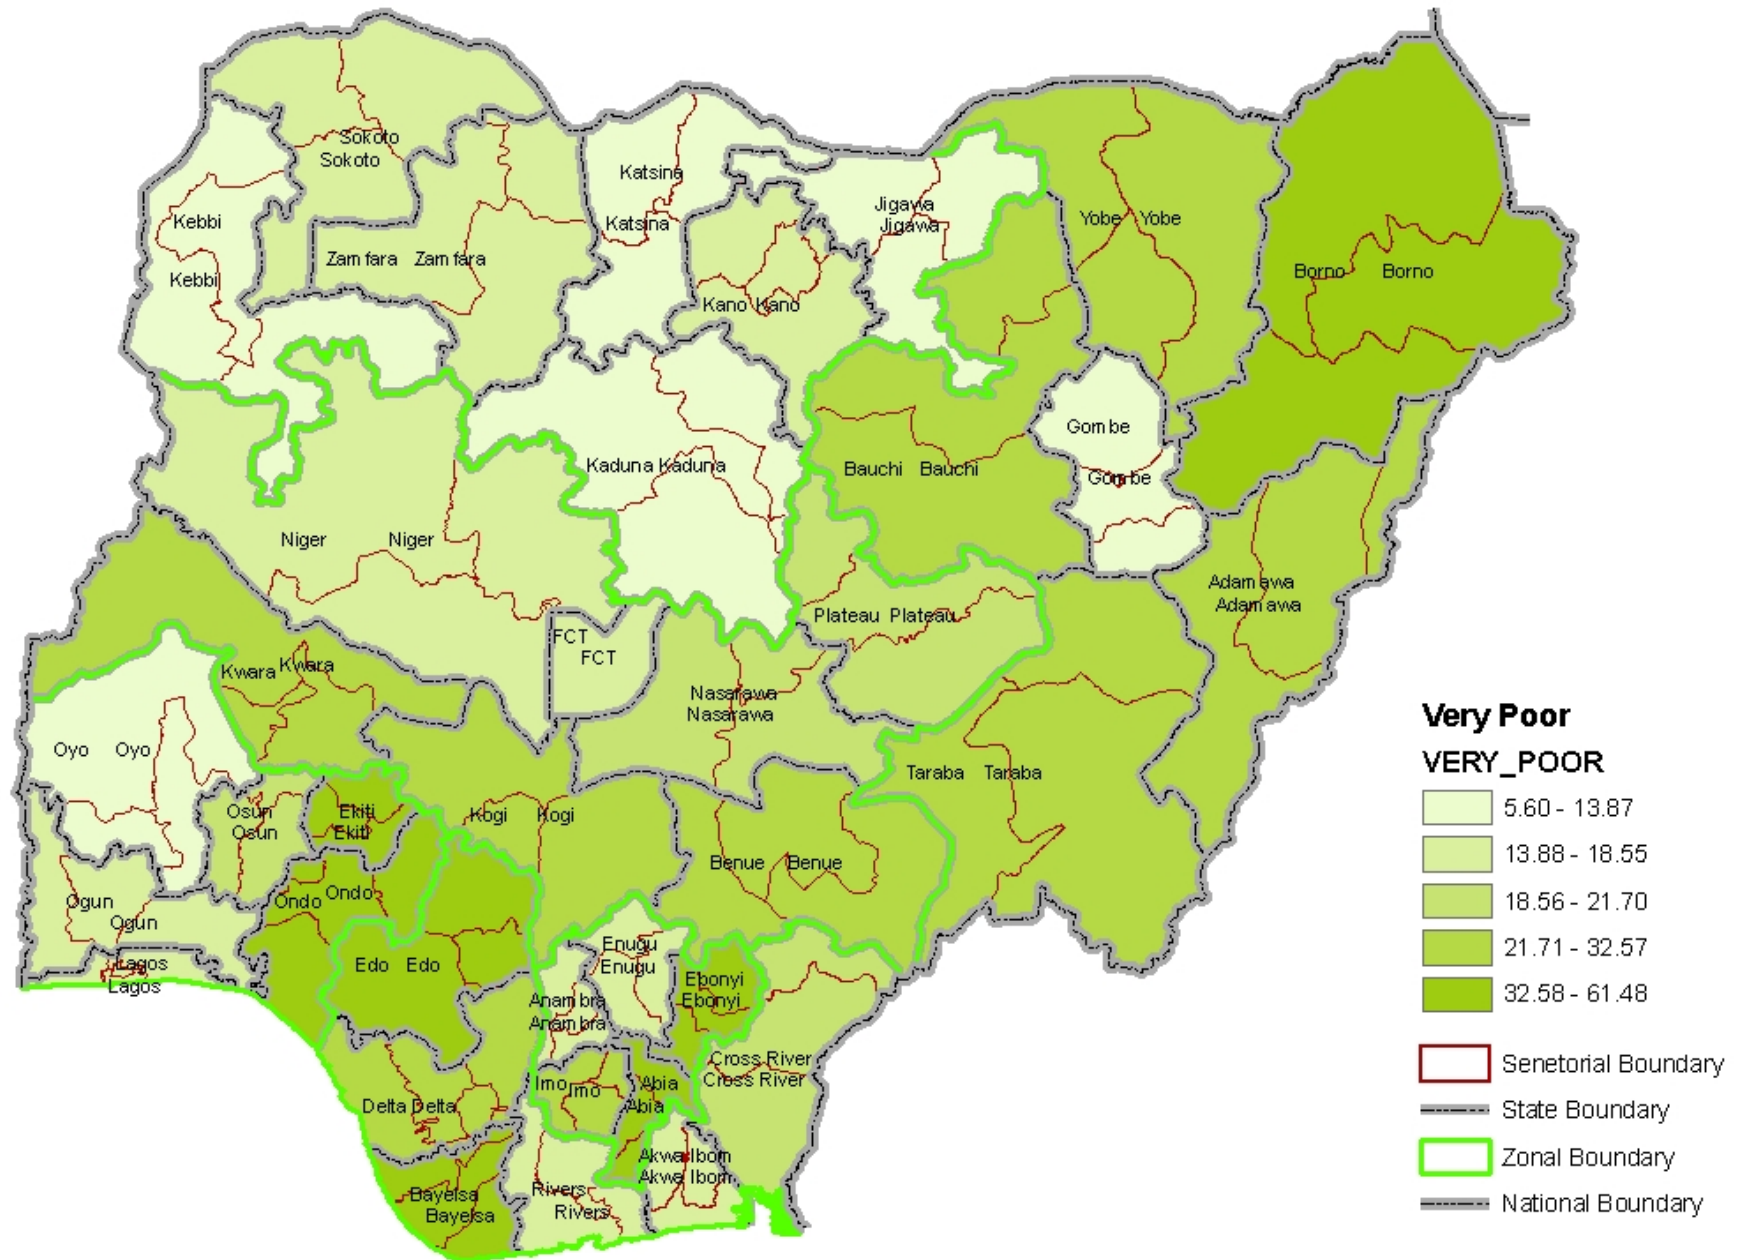 Sokoto
Sokoto
Katsina
Katsina
Kebbi
Kebbi
Zamfara Zamfara
Jigawa
Jigawa
Yobe Yobe
Borno Borno
Kano Kano
Gombe
Gombe
Kaduna Kaduna
Bauchi Bauchi
Niger Niger
Adamawa
Adamawa
Plateau Plateau
FCT
FCT
Kwara Kwara
Nasarawa
Nasarawa
Oyo Oyo
Taraba Taraba
Osun
Osun
Ekiti
Ekiti
Kogi Kogi
Benue Benue
Ogun
Ogun
Ondo Ondo
Lagos
Lagos
Edo Edo
Enugu
Enugu
Ebonyi
Ebonyi
Anambra
Anambra
Cross River
Cross River
Imo Imo
Abia
Abia
Delta Delta
Akwa Ibom
Akwa Ibom
Bayelsa
Bayelsa
Rivers
Rivers
Very Poor
VERY_POOR
5.60 - 13.87
13.88 - 18.55
18.56 - 21.70
21.71 - 32.57
32.58 - 61.48
Senetorial Boundary
State Boundary
Zonal Boundary
National Boundary